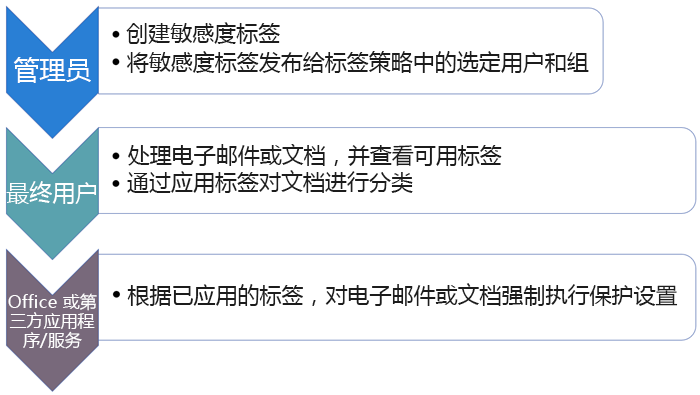 管理员
• 创建敏感度标签
• 将敏感度标签发布给标签策略中的选定用户和组
最终用户
• 处理电子邮件或文档，并查看可用标签
• 通过应用标签对文档进行分类
Office 或第
三方应用程
序/服务
• 根据已应用的标签，对电子邮件或文档强制执行保护设置